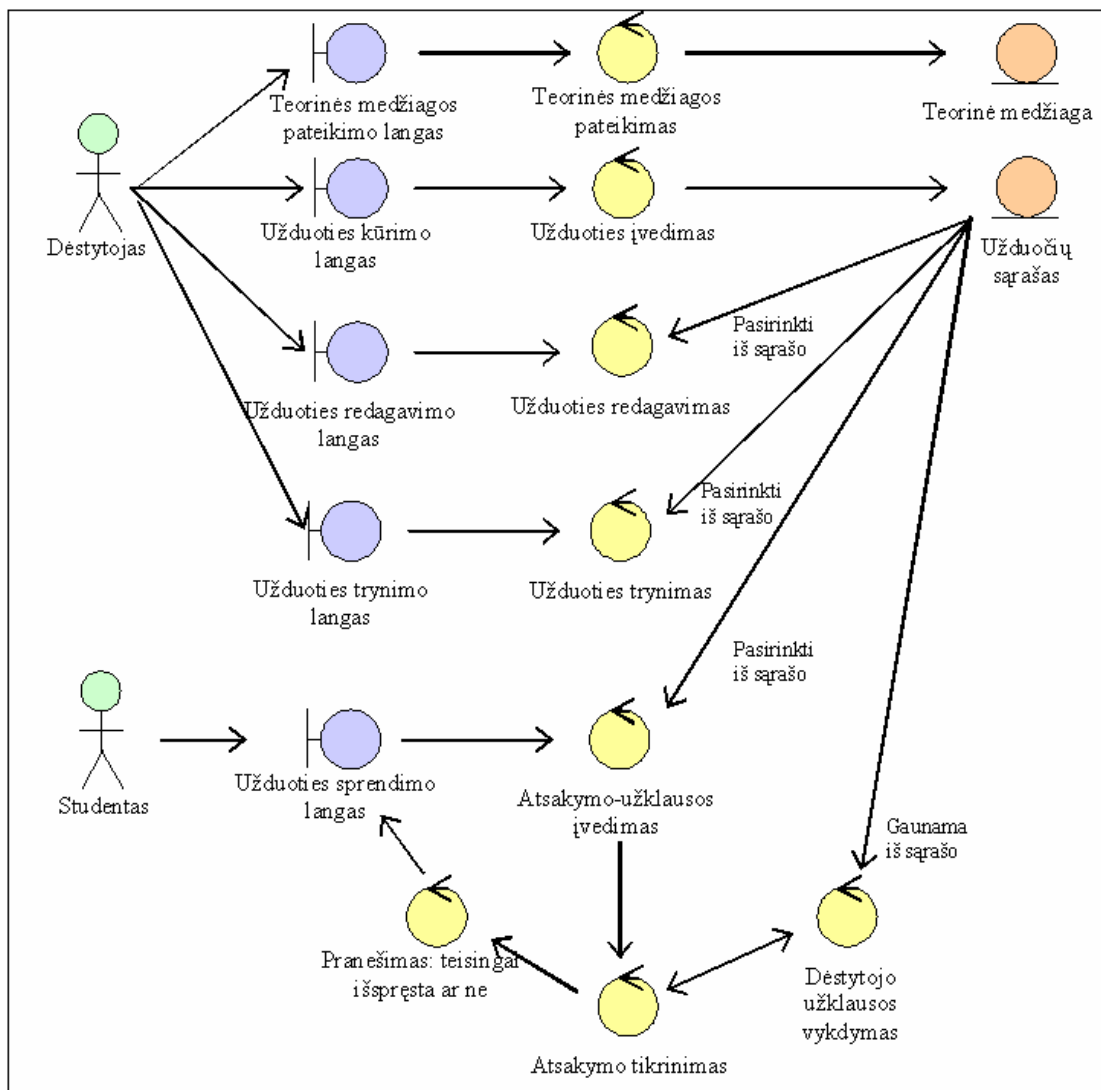 Teorinės medžiagos
pateikimo langas
Teorinės medžiagos
pateikimas
Teorinė medžiaga
Dėstytojas
Užduoties kūrimo
langas
Užduoties įvedimas
Užduočių
sąrašas
Pasirinkti
iš sąrašo
Užduoties redagavimo
langas
Užduoties redagavimas
Pasirinkti
iš sąrašo
Užduoties trynimo
langas
Užduoties trynimas
Pasirinkti
iš sąrašo
Studentas
Užduoties sprendimo
langas
Atsakymo-užklausos
įvedimas
Gaunama
iš sąrašo
Pranešimas: teisingai
išspręsta ar ne
Dėstytojo
užklausos
vykdymas
Atsakymo tikrinimas